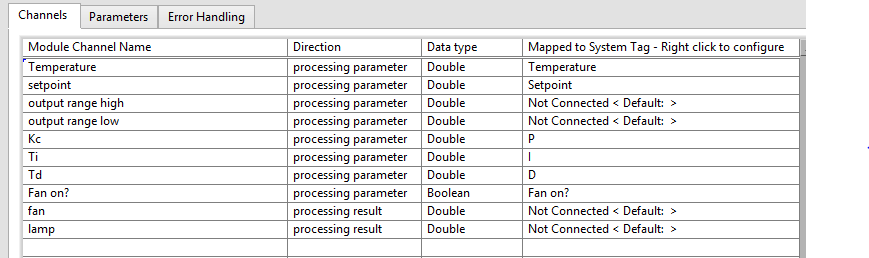 Channels Parameters Error Handling
Module Channel Name Direction Data type Mapped to System Tag - Right click to configure
Temperature processing parameter Double Temperature
setpoint processing parameter Double Setpoint
output range high processing parameter Double Not Connected < Default:  >
output range low processing parameter Double Not Connected < Default:  >
Kc processing parameter Double P
Ti processing parameter Double I
Td processing parameter Double D
Fan on? processing parameter Boolean Fan on?
fan processing result Double Not Connected < Default:  >
lamp processing result Double Not Connected < Default:  >